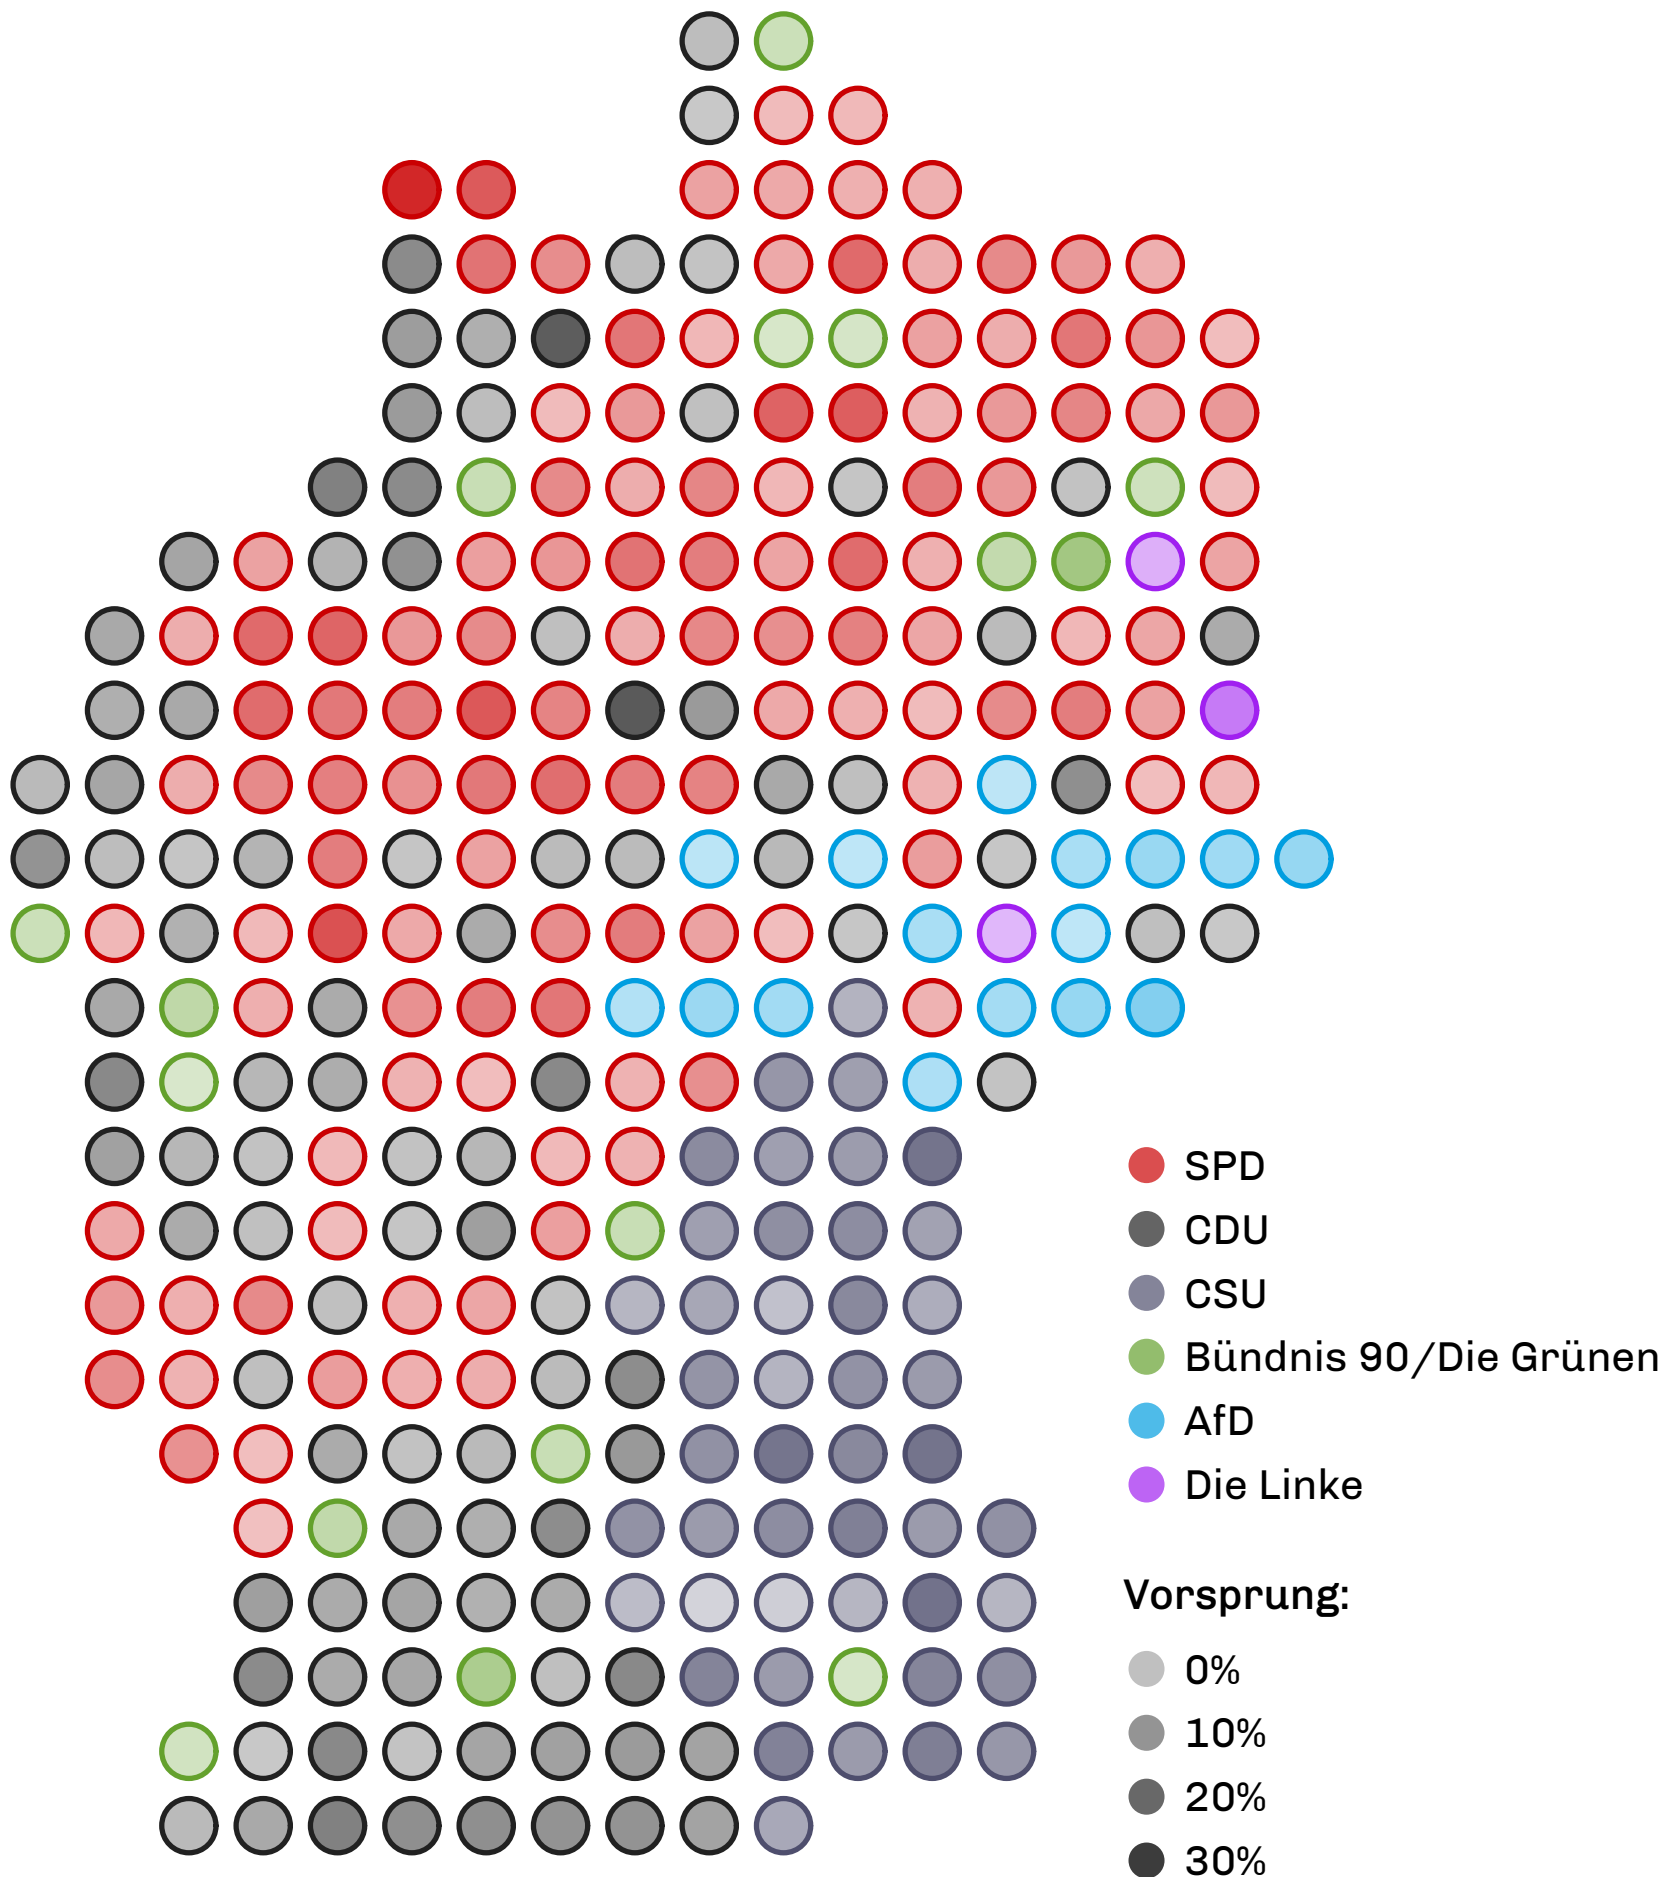 SPD
CDU
CSU
Bündnis 90/Die Grünen
AfD
Die Linke
Vorsprung:
0%
10%
20%
30%